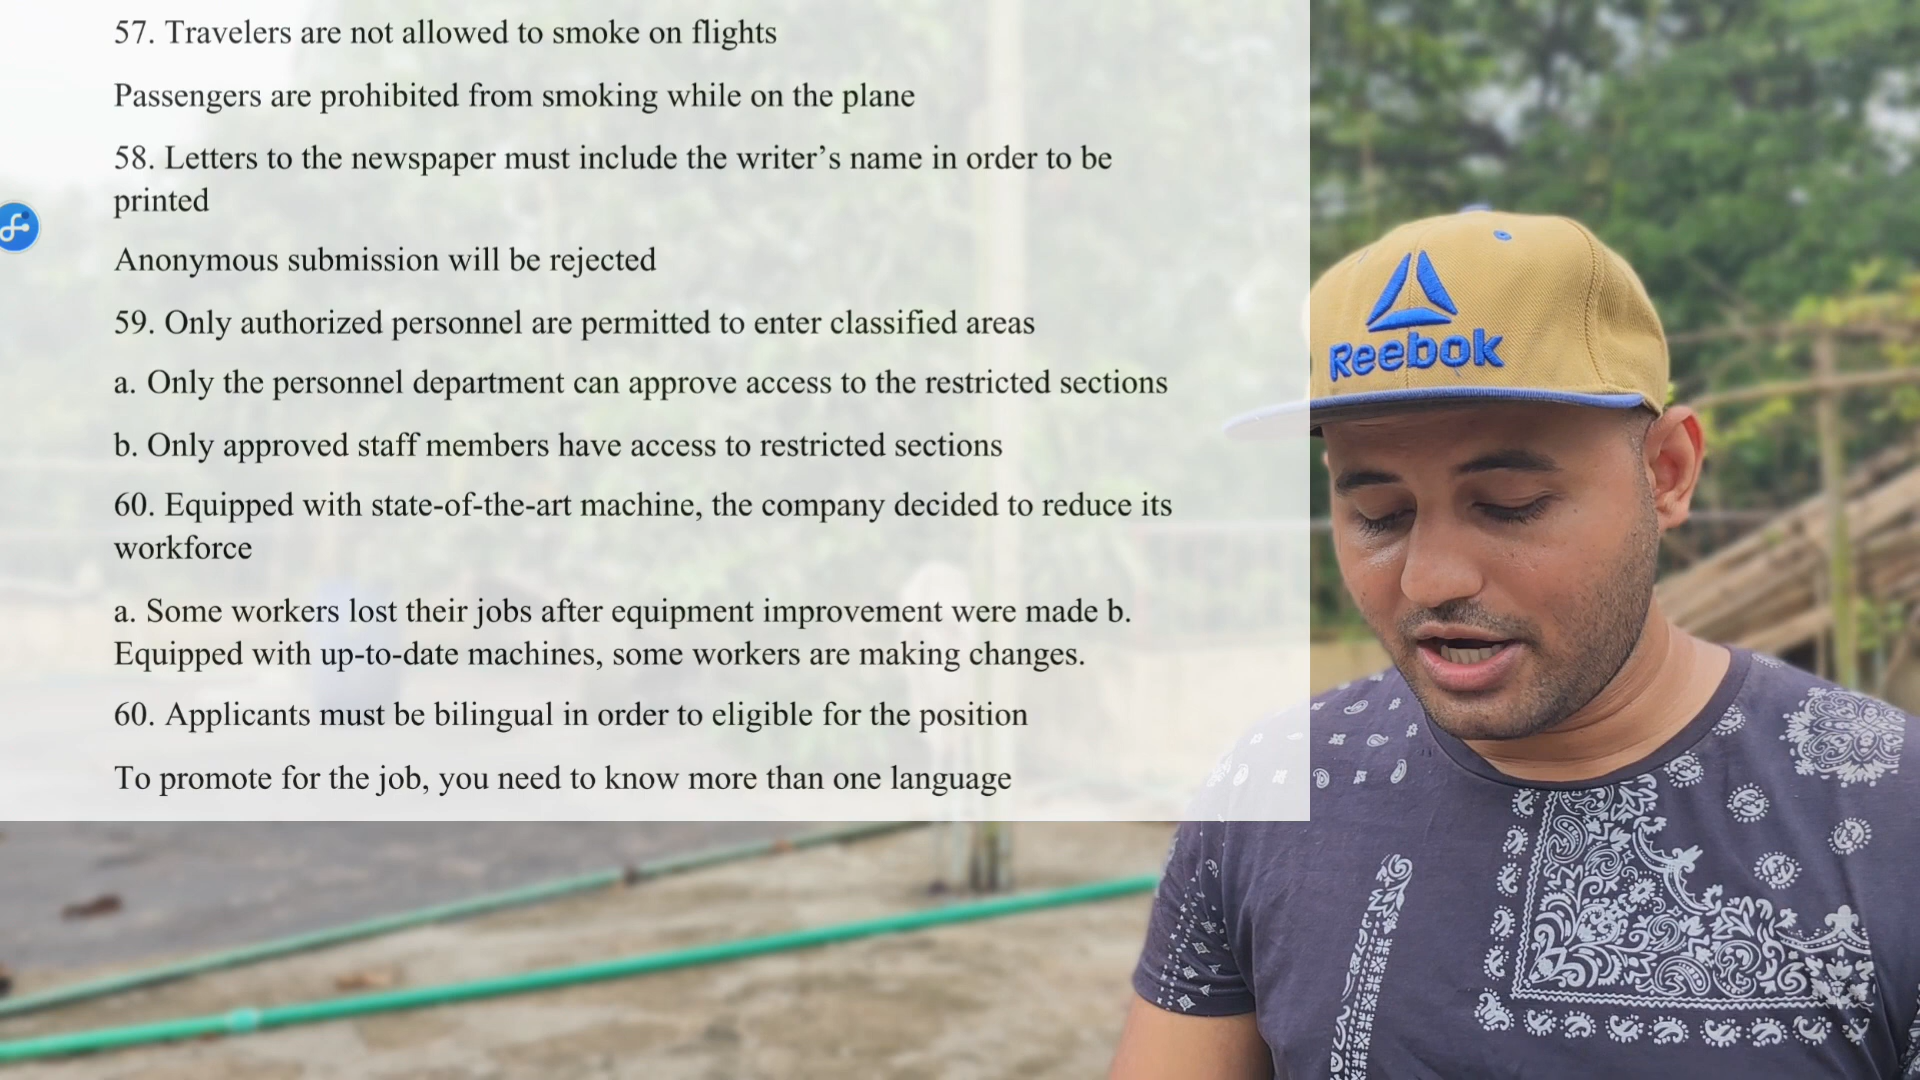 57. Travelers are not allowed to smoke on flights
Passengers are prohibited from smoking while on the plane
58. Letters to the newspaper must include the writer’s name in order to be
printed
Anonymous submission will be rejected
59. Only authorized personnel are permitted to enter classified areas
a. Only the personnel department can approve access to the restricted sections
b. Only approved staff members have access to restricted sections
60. Equipped with state-of-the-art machine, the company decided to reduce its
workforce
a. Some workers lost their jobs after equipment improvement were made b.
Equipped with up-to-date machines, some workers are making changes.
60. Applicants must be bilingual in order to eligible for the position
To promote for the job, you need to know more than one language
Reebok